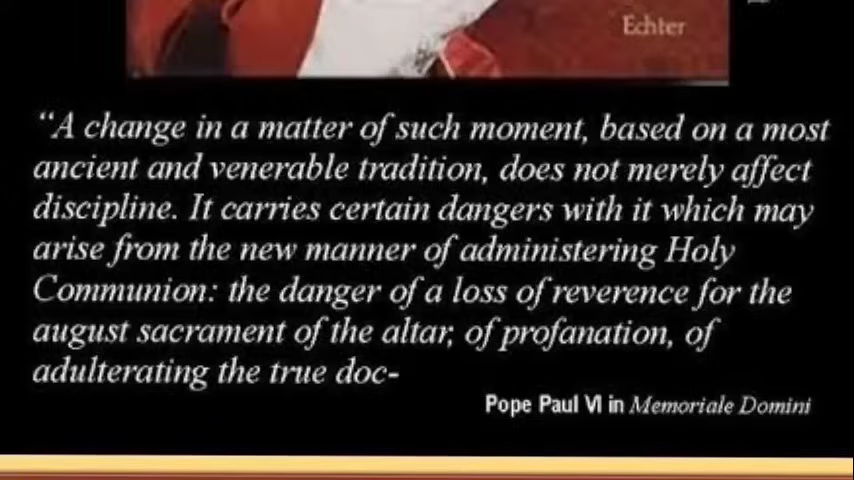 Echter
“A change in a matter of such moment, based on a most
ancient and venerable tradition, does not merely affect
discipline. It carries certain dangers with it which may
arise from the new manner of administering Holy
Communion: the danger of a loss of reverence for the
august sacrament of the altar, of profanation, of
adulterating the true doc-
Pope Paul VI in Memoriale Domini